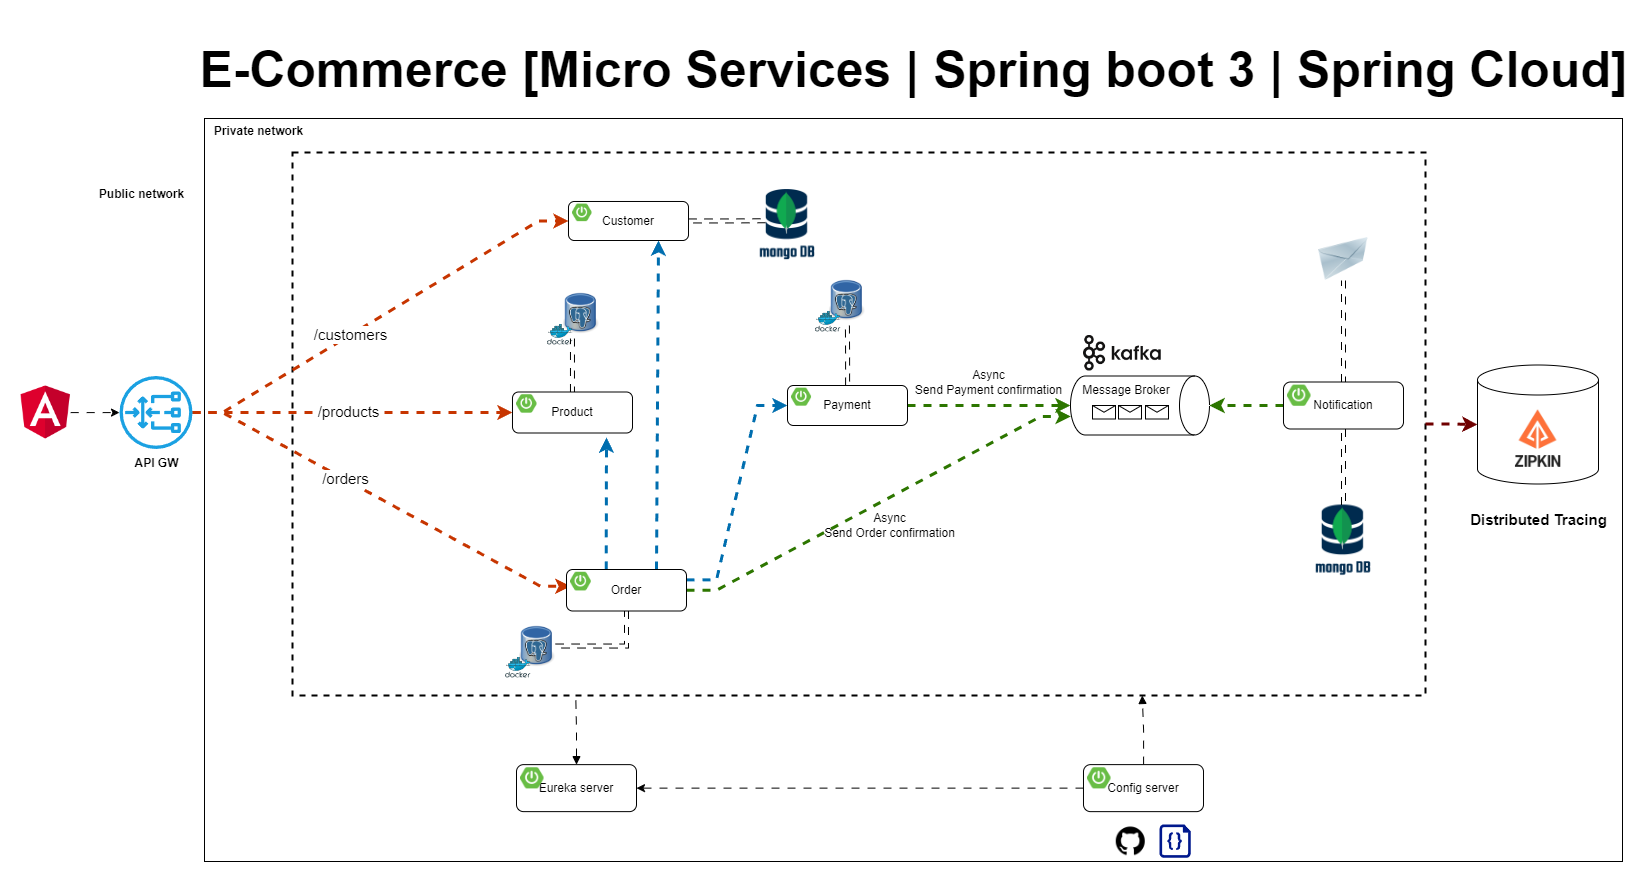 E-Commerce [Micro Services | Spring boot 3 | Spring Cloud]
Private network
Public network
Customer
mongo DB
/customers
docker
docker
kafka
Async
Send Payment confirmation
Message Broker
/products
Product
Payment
Notification
A
API GW
ZIPKIN
/orders
Async
Send Order confirmation
Distributed Tracing
mongo DB
Order
docker
Eureka server
Config server
{}